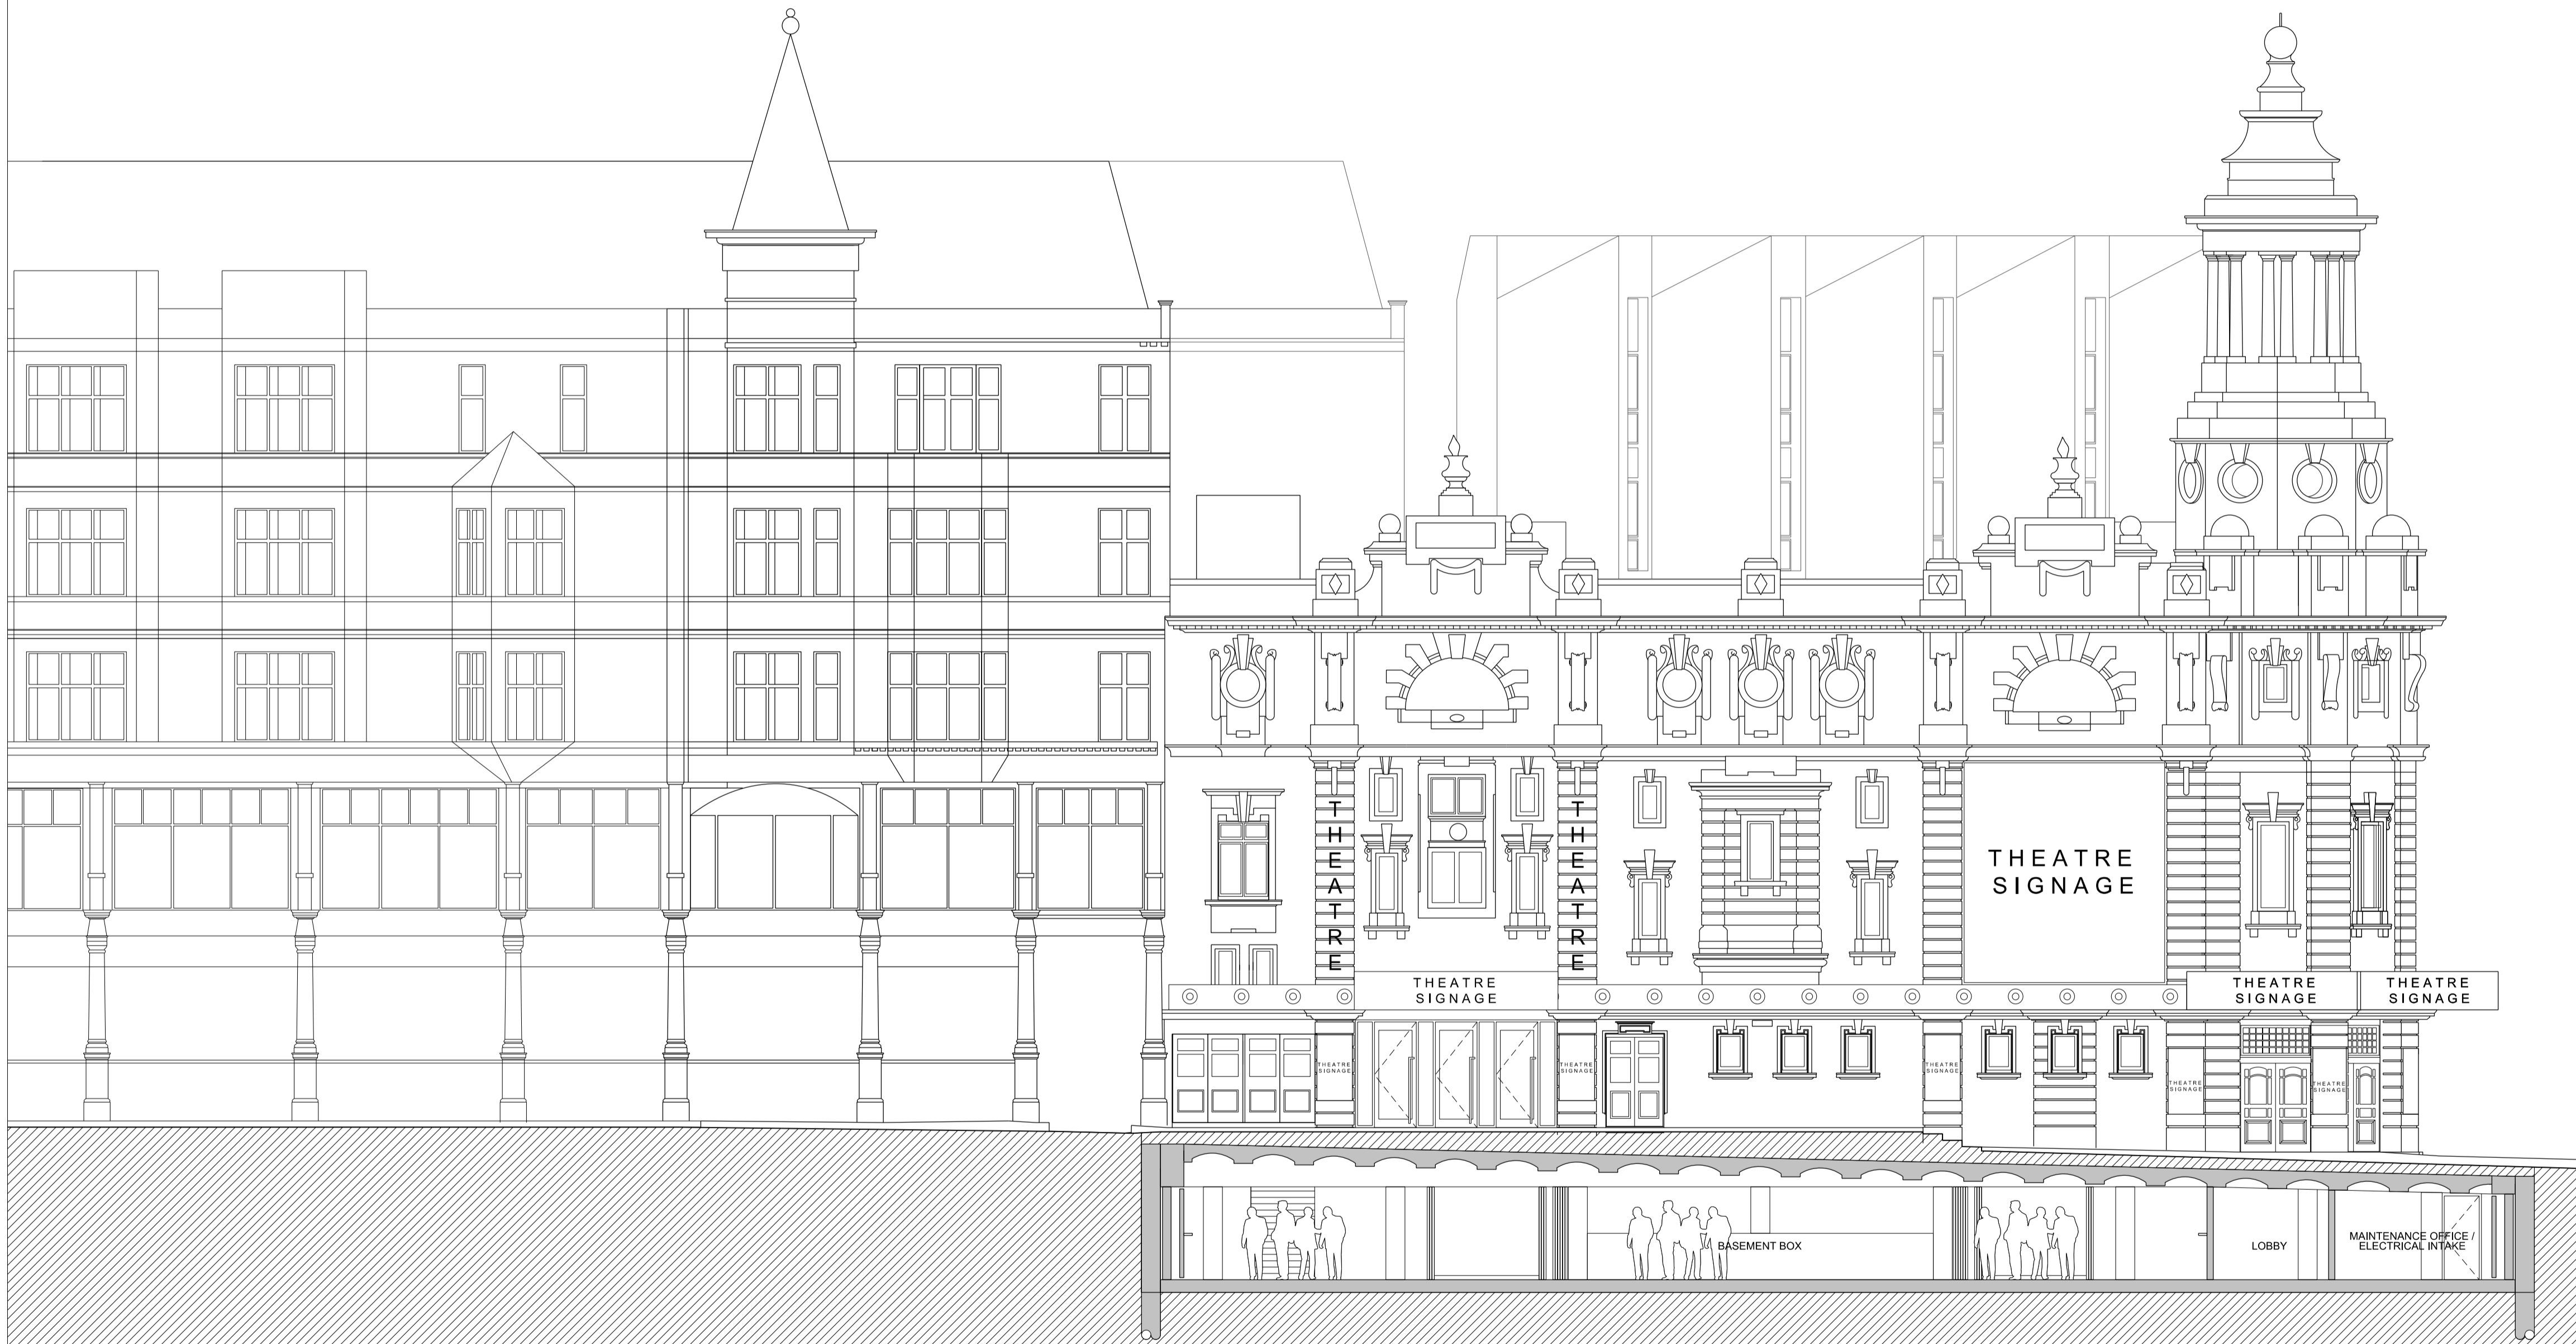 THEATRE
THEATRE
THEATRE
SIGNAGE
THEATRE
SIGNAGE
THEATRE
SIGNAGE
THEATRE
SIGNAGE
THEATRE
SIGNAGE
THEATRE
SIGNAGE
THEATRE
SIGNAGE
THEATRE
SIGNAGE
THEATRE
SIGNAGE
BASEMENT BOX
LOBBY
MAINTENANCE OFFICE /
ELECTRICAL INTAKE